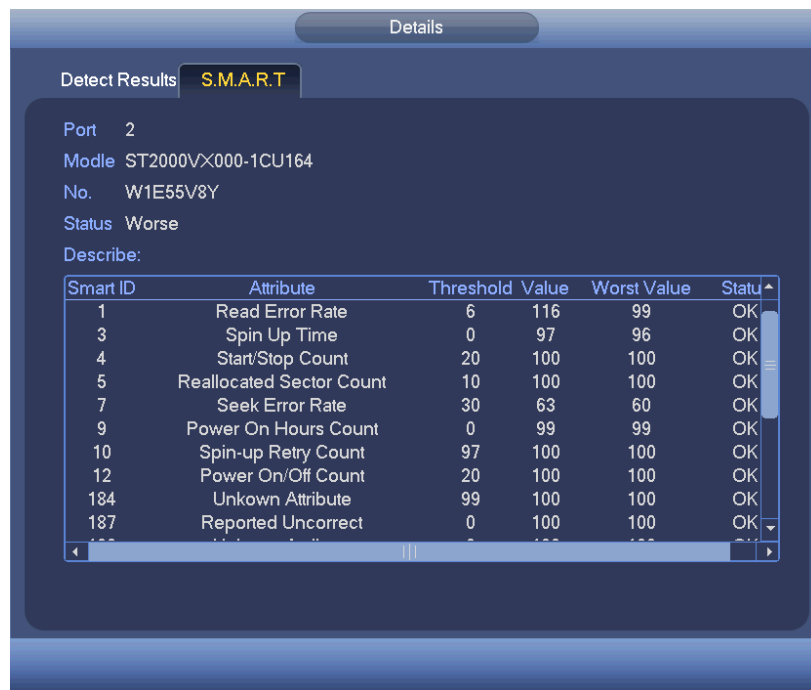 Details
Detect Results S.M.A.R.T
Port 2
Modle ST2000VX000-1CU164
No. W1E55V8Y
Status Worse
Describe:
Smart ID Attribute Threshold Value Worst Value Statu
1 Read Error Rate 6 116 99 OK
3 Spin Up Time 0 97 96 OK
4 Start/Stop Count 20 100 100 OK
5 Reallocated Sector Count 10 100 100 OK
7 Seek Error Rate 30 63 60 OK
9 Power On Hours Count 0 99 99 OK
10 Spin-up Retry Count 97 100 100 OK
12 Power On/Off Count 20 100 100 OK
184 Unkown Attribute 99 100 100 OK
187 Reported Uncorrect 0 100 100 OK